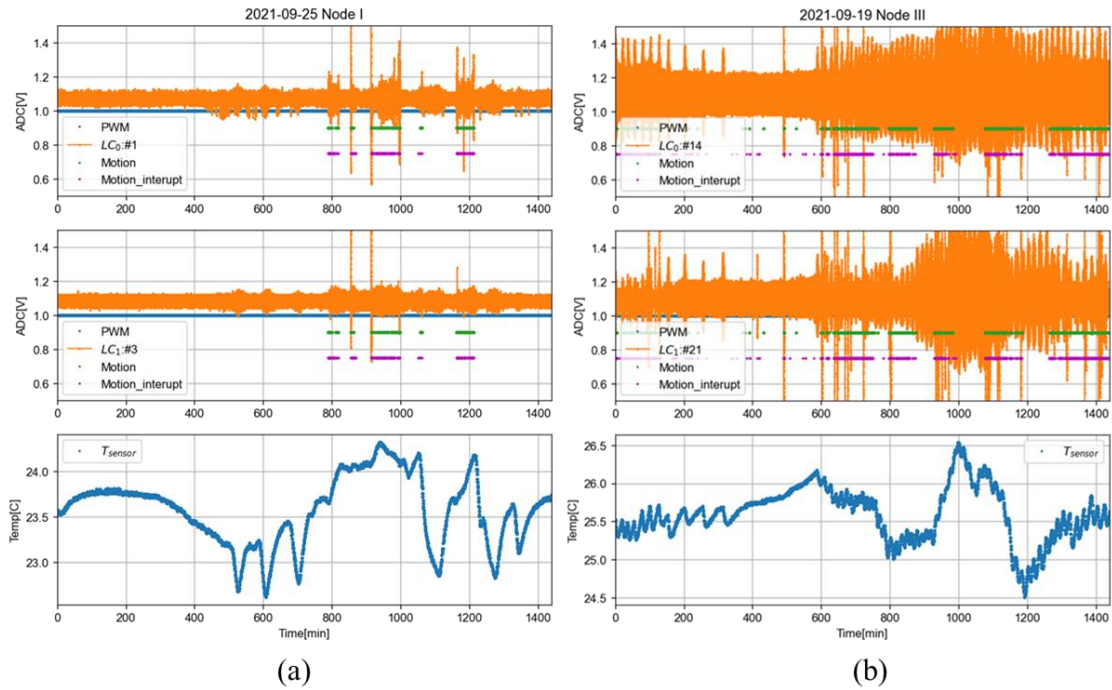 2021-09-25 Node I
ADC[V]
1.4
1.2
1.0
0.8
0.6
PWM
LC₀:#1
Motion
Motion_interupt
0 200 400 600 800 1000 1200 1400
ADC[V]
1.4
1.2
1.0
0.8
0.6
PWM
LC₁:#3
Motion
Motion_interupt
0 200 400 600 800 1000 1200 1400
Temp[C]
24.0
23.5
23.0
T_sensor
0 200 400 600 800 1000 1200 1400
Time[min]
(a)
2021-09-19 Node III
ADC[V]
1.4
1.2
1.0
0.8
0.6
PWM
LC₀:#14
Motion
Motion_interupt
0 200 400 600 800 1000 1200 1400
ADC[V]
1.4
1.2
1.0
0.8
0.6
PWM
LC₁:#21
Motion
Motion_interupt
0 200 400 600 800 1000 1200 1400
Temp[C]
26.5
26.0
25.5
25.0
24.5
T_sensor
0 200 400 600 800 1000 1200 1400
Time[min]
(b)